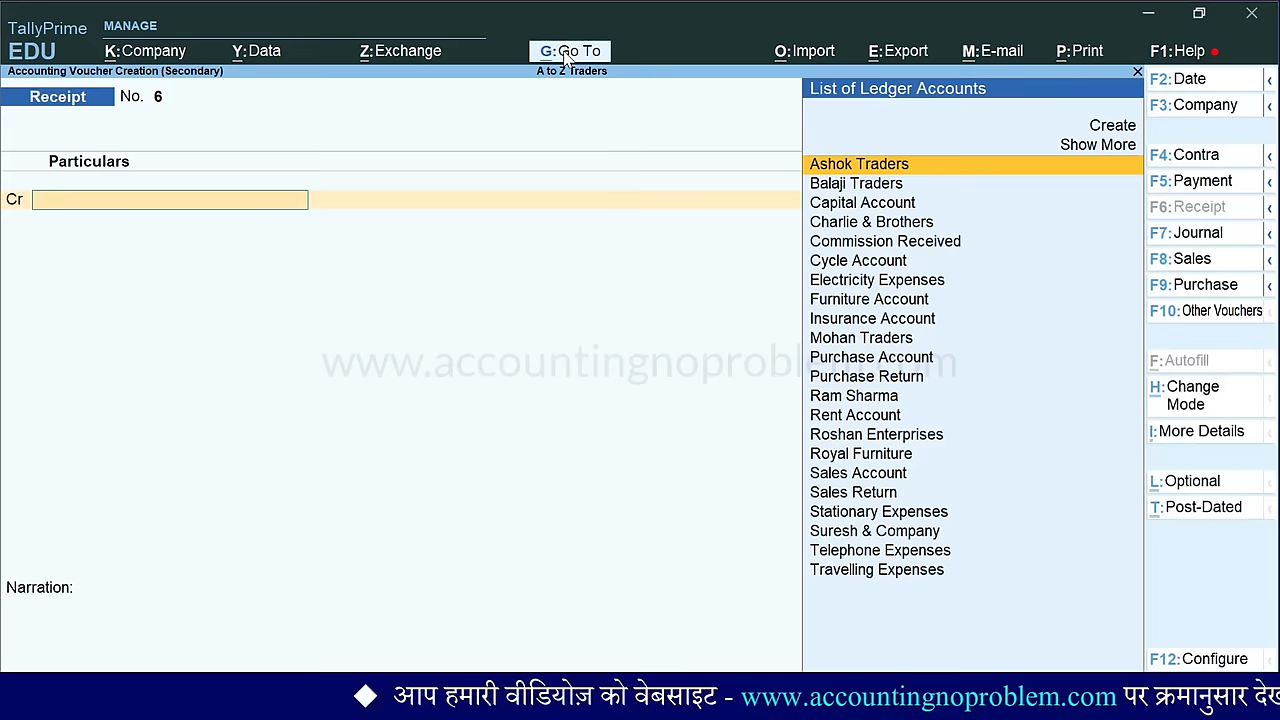 TallyPrime
EDU
MANAGE
K:Company Y:Data Z:Exchange G:Go To O:Import E:Export M:E-mail P:Print F1:Help
Accounting Voucher Creation (Secondary) A to Z Traders
Receipt No. 6
Particulars
Cr
Narration:
List of Ledger Accounts
Create
Show More
Ashok Traders
Balaji Traders
Capital Account
Charlie & Brothers
Commission Received
Cycle Account
Electricity Expenses
Furniture Account
Insurance Account
Mohan Traders
Purchase Account
Purchase Return
Ram Sharma
Rent Account
Roshan Enterprises
Royal Furniture
Sales Account
Sales Return
Stationary Expenses
Suresh & Company
Telephone Expenses
Travelling Expenses
F2:Date
F3:Company
F4:Contra
F5:Payment
F6:Receipt
F7:Journal
F8:Sales
F9:Purchase
F10:Other Vouchers
F:Autofill
H:Change
Mode
I:More Details
L:Optional
T:Post-Dated
F12:Configure
www.accountingnoproblem.com
◆ आप हमारी वीडियोज़ को वेबसाइट - www.accountingnoproblem.com पर क्रमानुसार